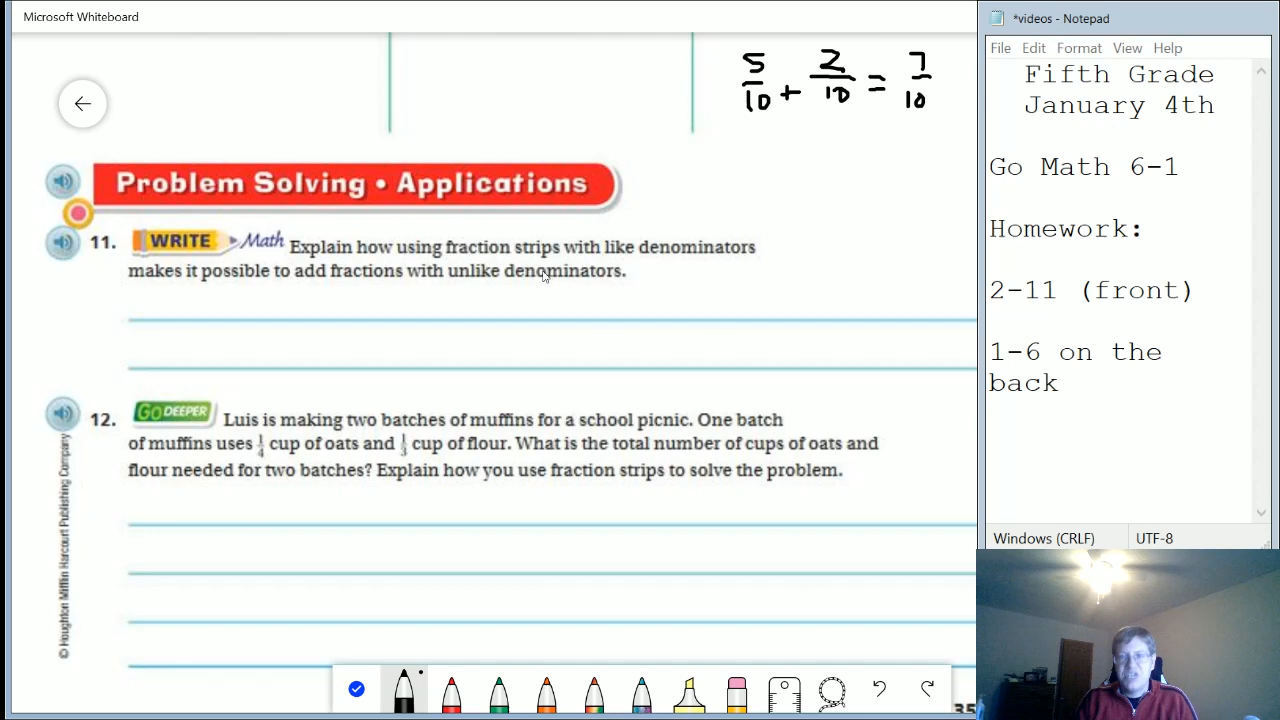 Microsoft Whiteboard
5/10 + 2/10 = 7/10
Problem Solving • Applications
11. WRITE Math Explain how using fraction strips with like denominators
makes it possible to add fractions with unlike denominators.
12. GO DEEPER Luis is making two batches of muffins for a school picnic. One batch
of muffins uses 1/4 cup of oats and 1/3 cup of flour. What is the total number of cups of oats and
flour needed for two batches? Explain how you use fraction strips to solve the problem.
© Houghton Mifflin Harcourt Publishing Company
35
*videos - Notepad
File Edit Format View Help
Fifth Grade
January 4th
Go Math 6-1
Homework:
2-11 (front)
1-6 on the
back
Windows (CRLF) UTF-8